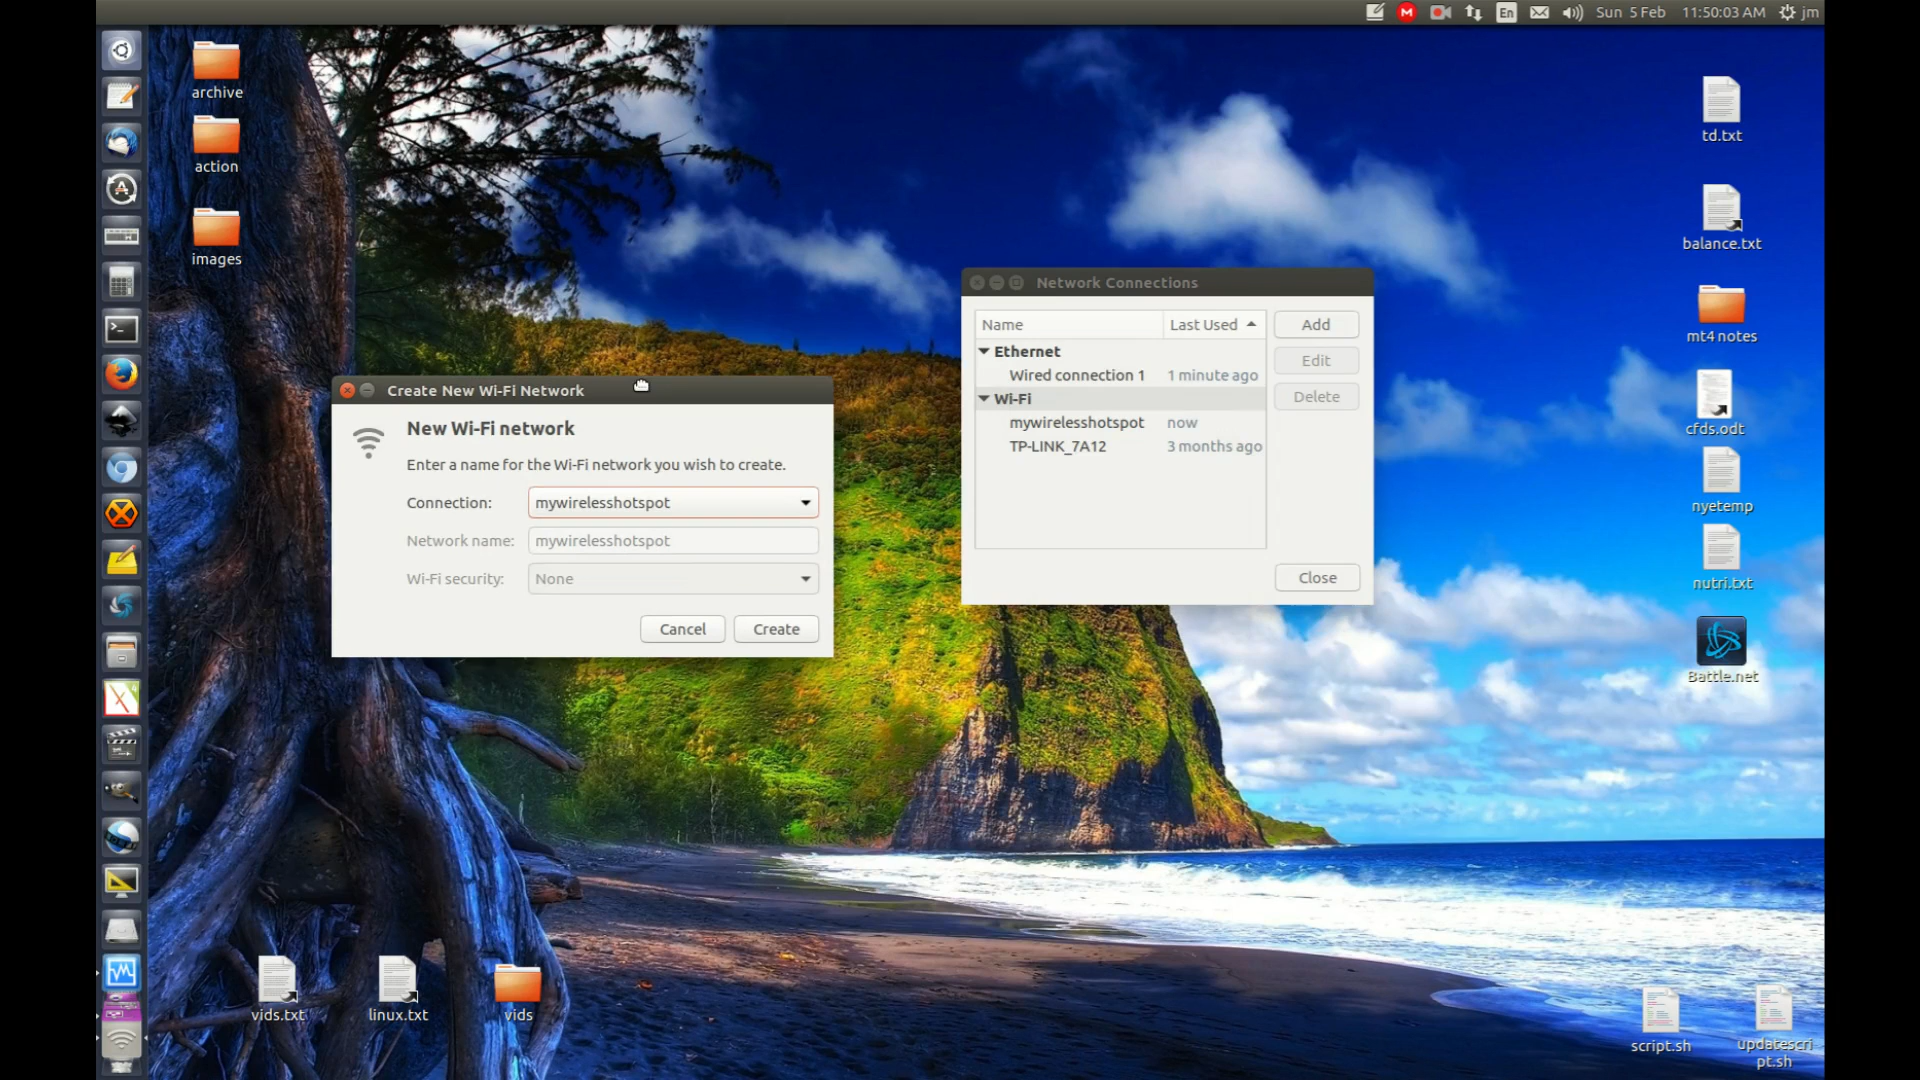 En
Sun 5 Feb
11:50:03 AM
jm
archive
action
images
td.txt
balance.txt
mt4 notes
cfds.odt
nyetemp
nutri.txt
Battle.net
Network Connections
Name
Last Used
Add
Ethernet
Edit
Wired connection 1
1 minute ago
Wi-Fi
Delete
mywirelesshotspot
now
TP-LINK_7A12
3 months ago
Close
Create New Wi-Fi Network
New Wi-Fi network
Enter a name for the Wi-Fi network you wish to create.
Connection:
mywirelesshotspot
Network name:
mywirelesshotspot
Wi-Fi security:
None
Cancel
Create
vids.txt
linux.txt
vids
script.sh
updatescri
pt.sh